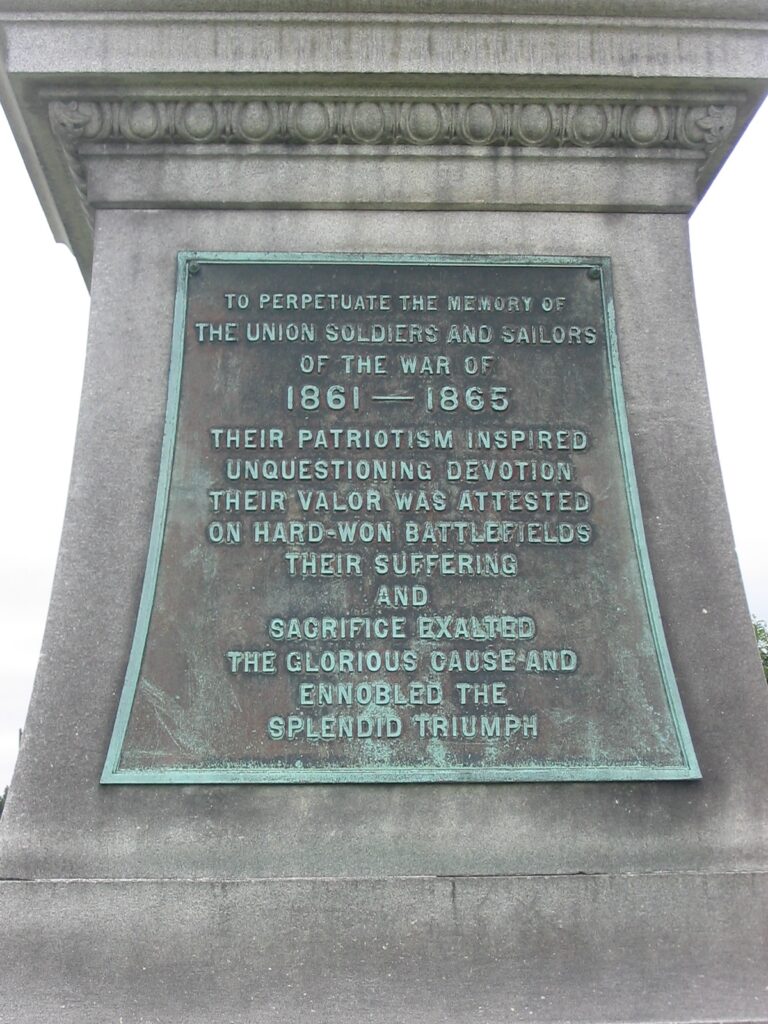 TO PERPETUATE THE MEMORY OF
THE UNION SOLDIERS AND SAILORS
OF THE WAR OF
1861 — 1865
THEIR PATRIOTISM INSPIRED
UNQUESTIONING DEVOTION
THEIR VALOR WAS ATTESTED
ON HARD-WON BATTLEFIELDS
THEIR SUFFERING
AND
SACRIFICE EXALTED
THE GLORIOUS CAUSE AND
ENNOBLED THE
SPLENDID TRIUMPH